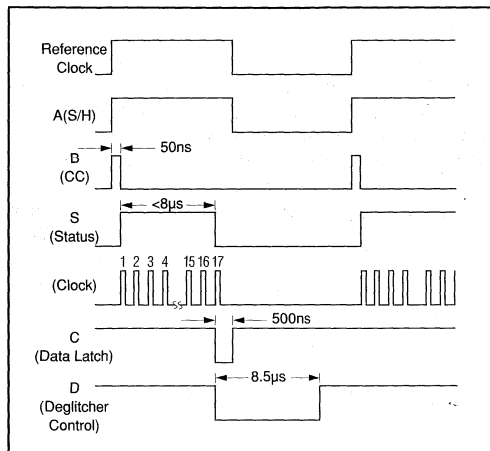 Reference
Clock
A(S/H)
B
(CC)
50ns
<8μs
S
(Status)
1 2 3 4 15 16 17
(Clock)
500ns
C
(Data Latch)
8.5μs
D
(Deglitcher
Control)